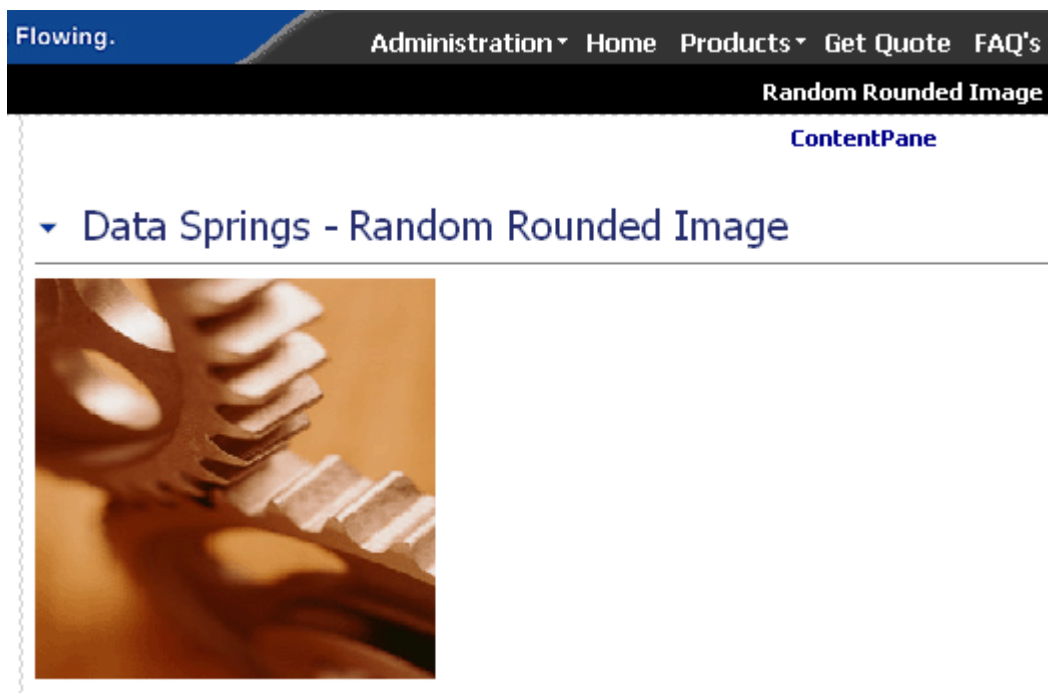 Flowing.
Administration Home Products Get Quote FAQ's
Random Rounded Image
ContentPane
Data Springs - Random Rounded Image